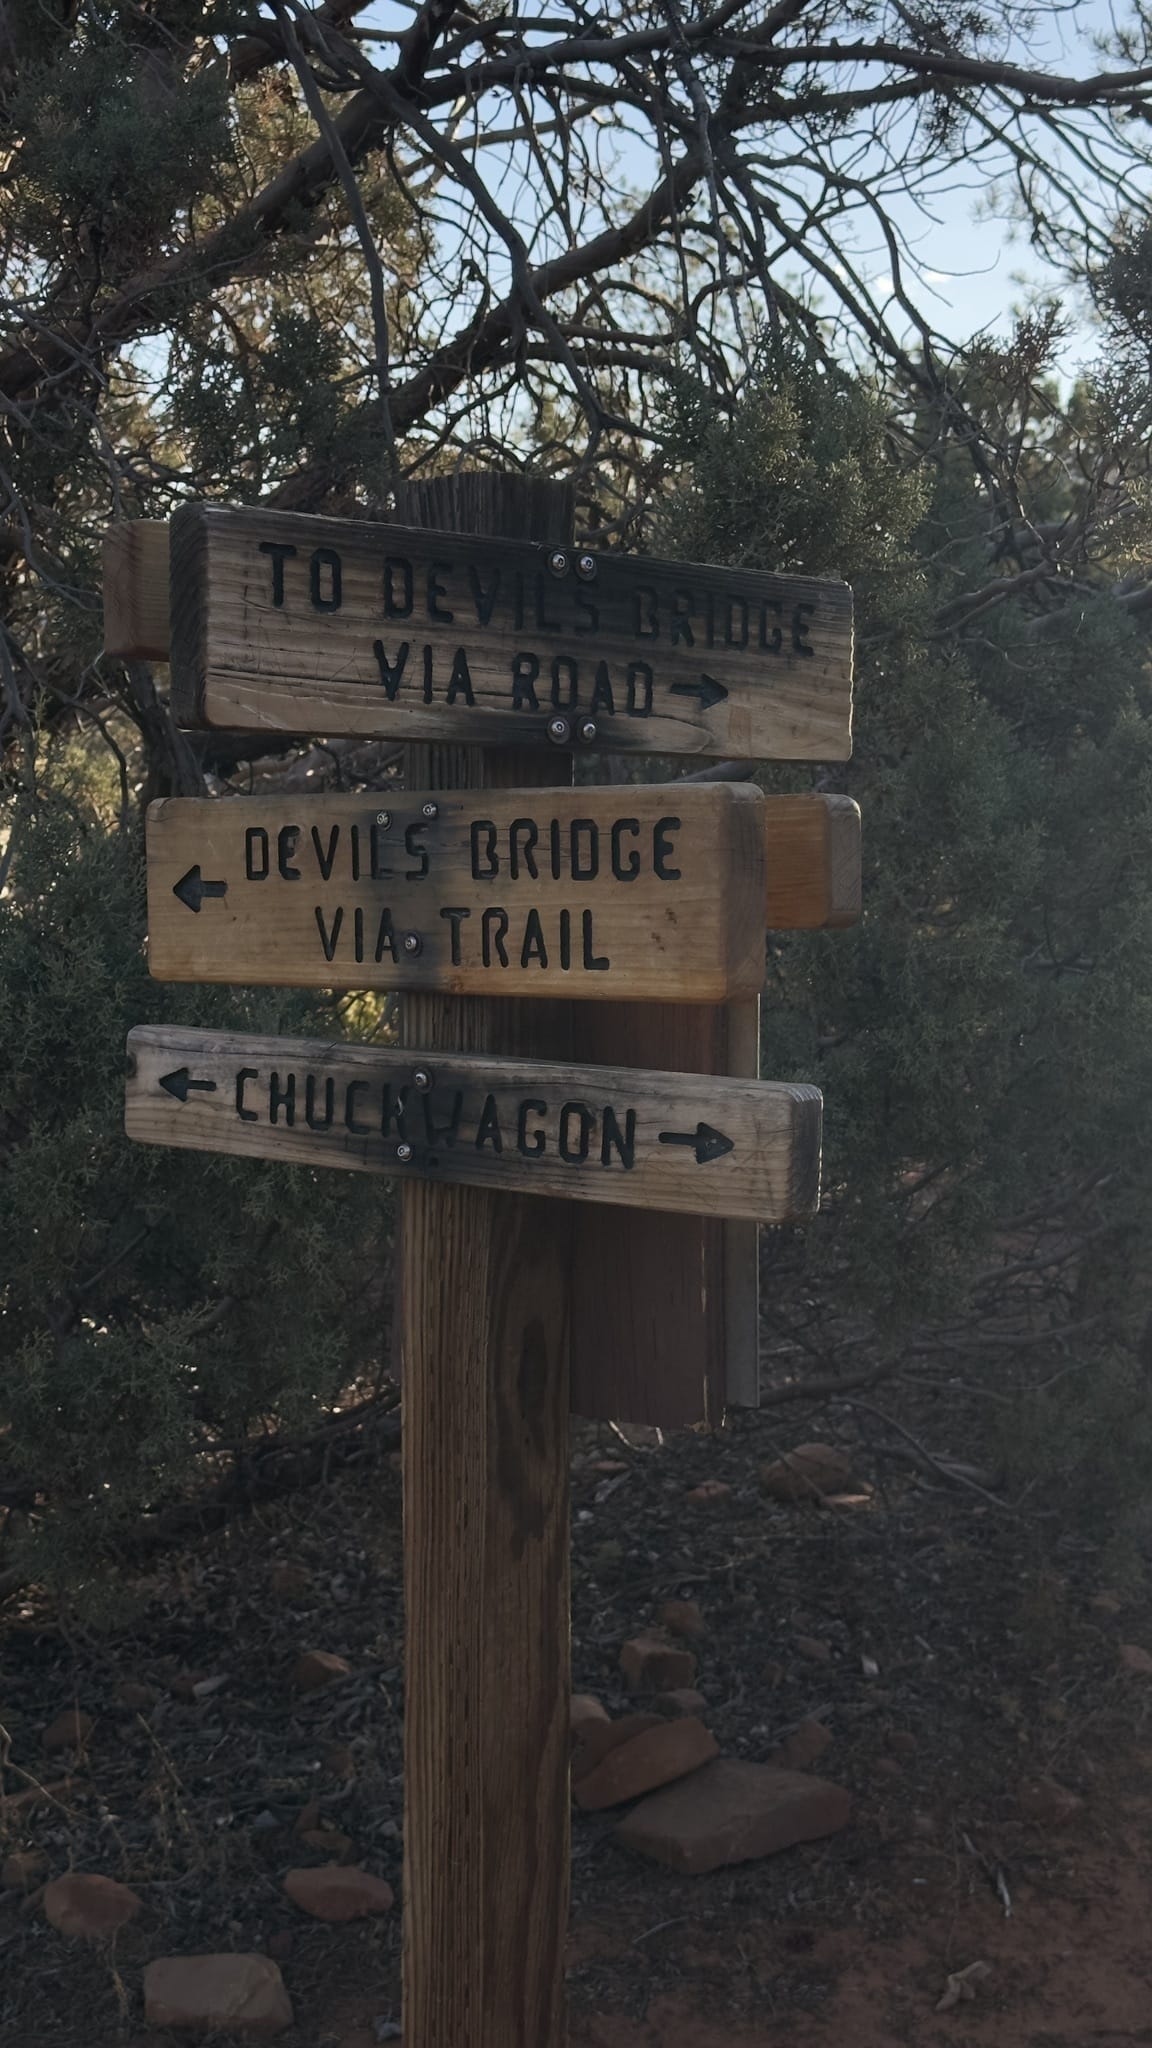 TO DEVILS BRIDGE
VIA ROAD →
← DEVILS BRIDGE
VIA TRAIL
← CHUCKWAGON →